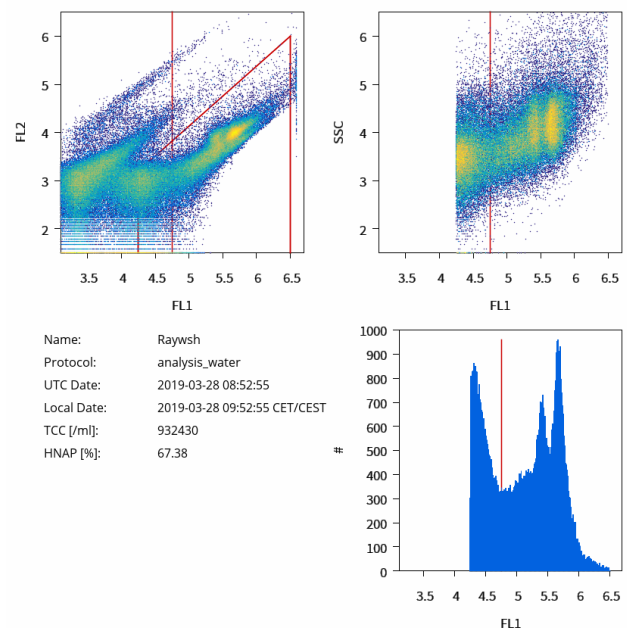 6
5
4
3
2
FL2
3.5 4 4.5 5 5.5 6 6.5
FL1
6
5
4
3
2
SSC
3.5 4 4.5 5 5.5 6 6.5
FL1
Name: Raywsh
Protocol: analysis_water
UTC Date: 2019-03-28 08:52:55
Local Date: 2019-03-28 09:52:55 CET/CEST
TCC [/ml]: 932430
HNAP [%]: 67.38
1000
900
800
700
600
500
400
300
200
100
0
#
3.5 4 4.5 5 5.5 6 6.5
FL1